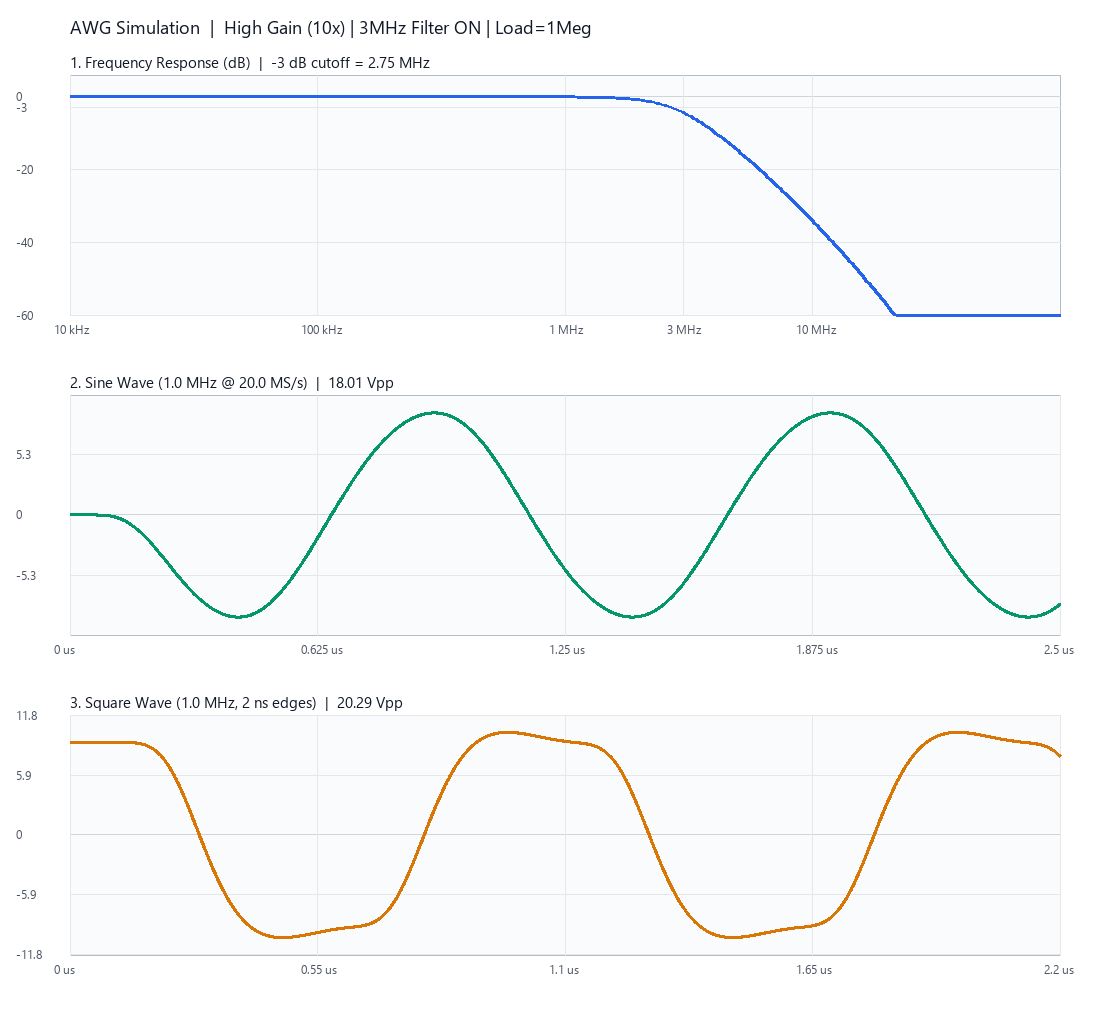 AWG Simulation | High Gain (10x) | 3MHz Filter ON | Load=1Meg
1. Frequency Response (dB) | -3 dB cutoff = 2.75 MHz
0
-3
-20
-40
-60
10 kHz 100 kHz 1 MHz 3 MHz 10 MHz
2. Sine Wave (1.0 MHz @ 20.0 MS/s) | 18.01 Vpp
5.3
0
-5.3
0 us 0.625 us 1.25 us 1.875 us 2.5 us
3. Square Wave (1.0 MHz, 2 ns edges) | 20.29 Vpp
11.8
5.9
0
-5.9
-11.8
0 us 0.55 us 1.1 us 1.65 us 2.2 us